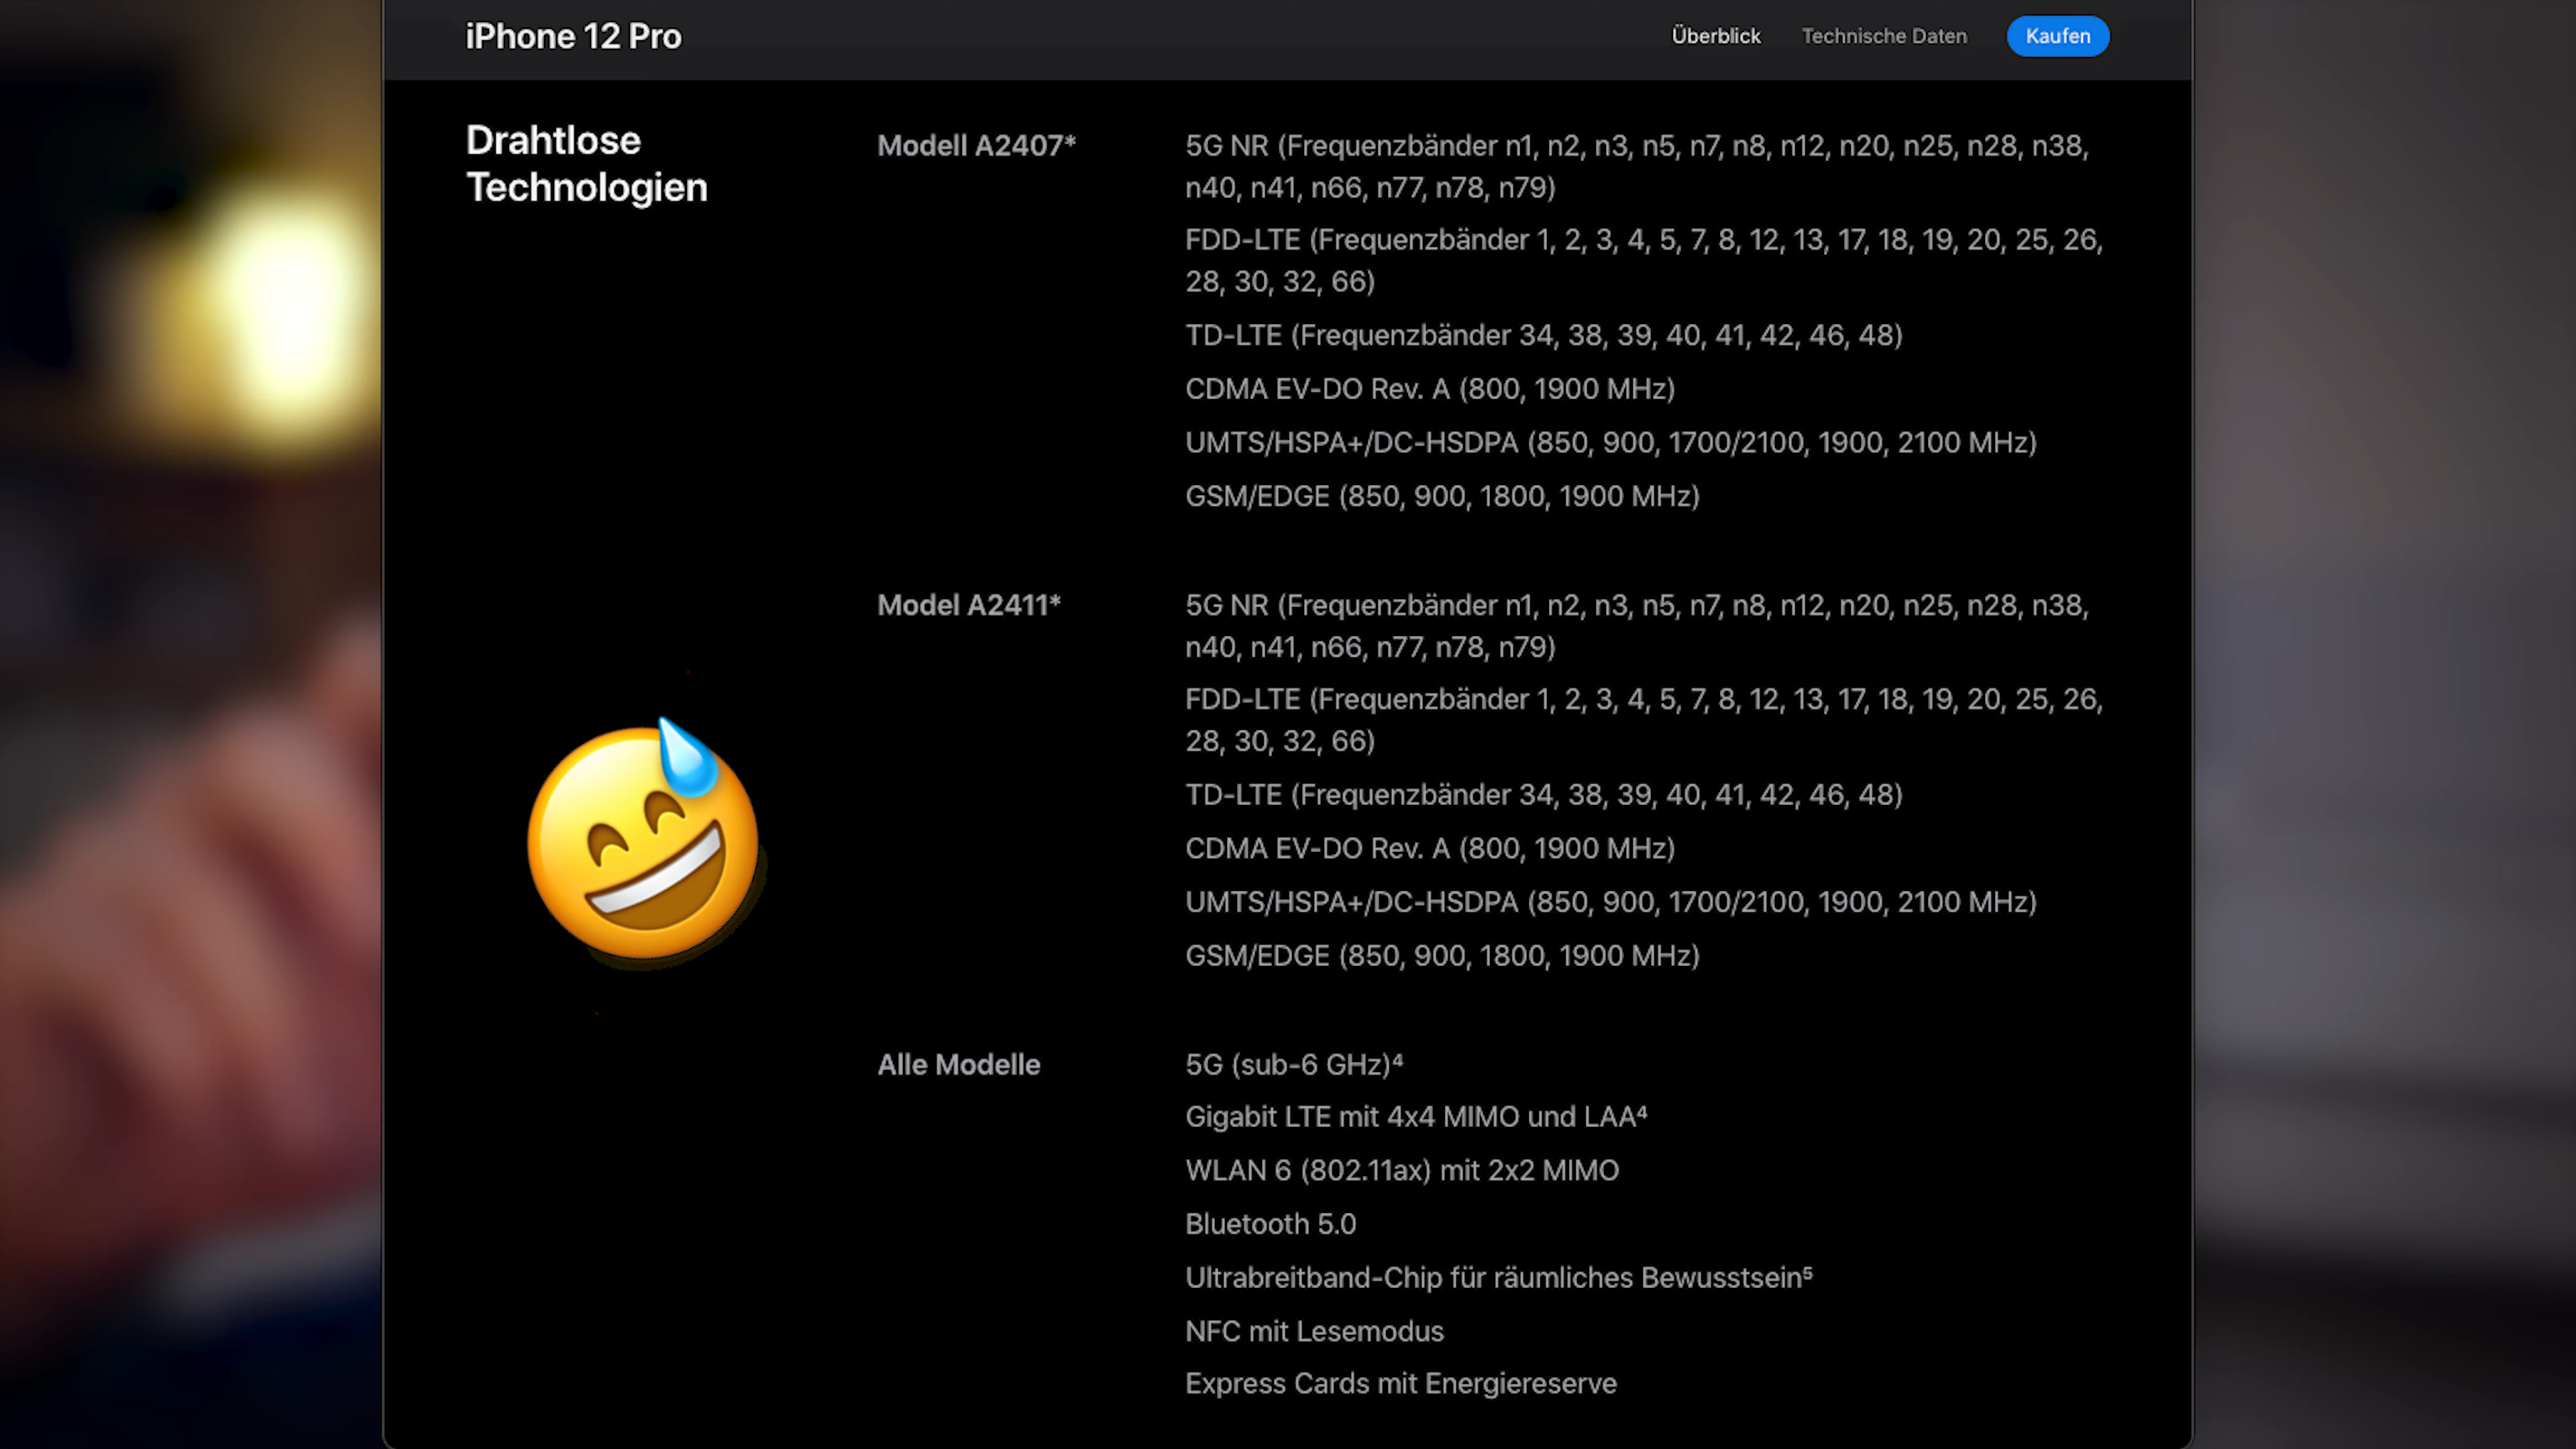 iPhone 12 Pro
Überblick
Technische Daten
Kaufen
Drahtlose
Technologien
Modell A2407*
5G NR (Frequenzbänder n1, n2, n3, n5, n7, n8, n12, n20, n25, n28, n38,
n40, n41, n66, n77, n78, n79)
FDD-LTE (Frequenzbänder 1, 2, 3, 4, 5, 7, 8, 12, 13, 17, 18, 19, 20, 25, 26,
28, 30, 32, 66)
TD-LTE (Frequenzbänder 34, 38, 39, 40, 41, 42, 46, 48)
CDMA EV-DO Rev. A (800, 1900 MHz)
UMTS/HSPA+/DC-HSDPA (850, 900, 1700/2100, 1900, 2100 MHz)
GSM/EDGE (850, 900, 1800, 1900 MHz)
Model A2411*
5G NR (Frequenzbänder n1, n2, n3, n5, n7, n8, n12, n20, n25, n28, n38,
n40, n41, n66, n77, n78, n79)
FDD-LTE (Frequenzbänder 1, 2, 3, 4, 5, 7, 8, 12, 13, 17, 18, 19, 20, 25, 26,
28, 30, 32, 66)
TD-LTE (Frequenzbänder 34, 38, 39, 40, 41, 42, 46, 48)
CDMA EV-DO Rev. A (800, 1900 MHz)
UMTS/HSPA+/DC-HSDPA (850, 900, 1700/2100, 1900, 2100 MHz)
GSM/EDGE (850, 900, 1800, 1900 MHz)
Alle Modelle
5G (sub-6 GHz)⁴
Gigabit LTE mit 4x4 MIMO und LAA⁴
WLAN 6 (802.11ax) mit 2x2 MIMO
Bluetooth 5.0
Ultrabreitband-Chip für räumliches Bewusstsein⁵
NFC mit Lesemodus
Express Cards mit Energiereserve